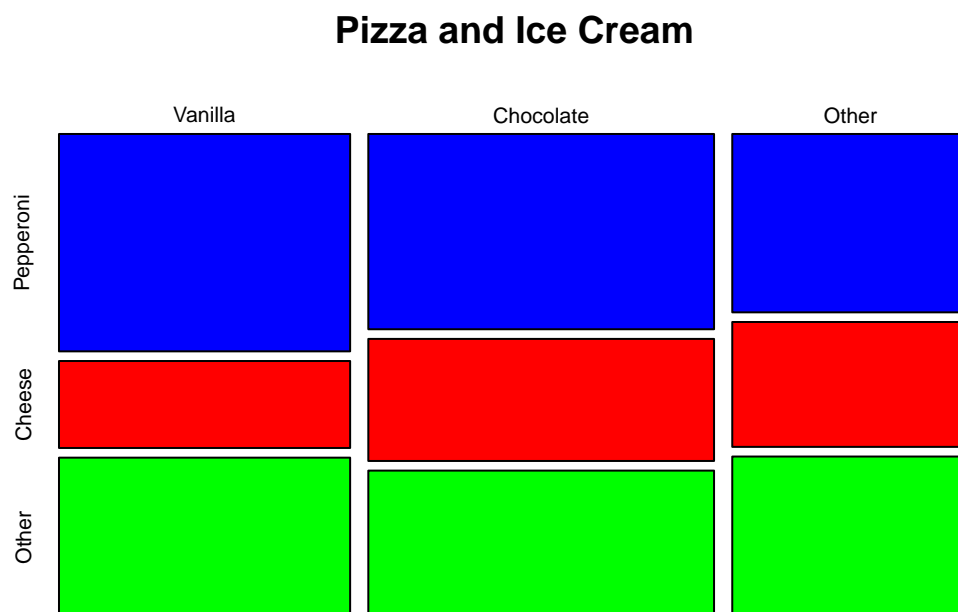 Pizza and Ice Cream
Vanilla Chocolate Other
Pepperoni
Cheese
Other